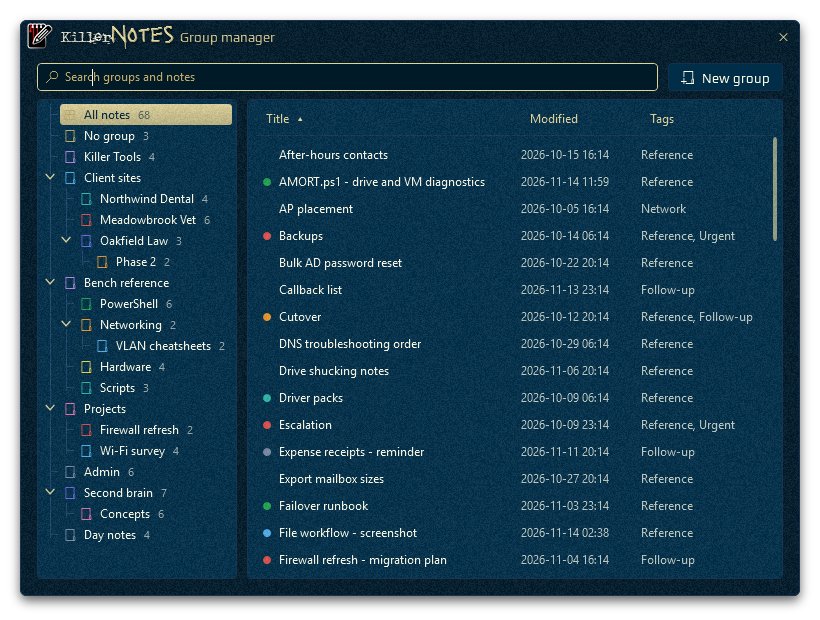 KillerNOTES Group manager
Search groups and notes
New group
All notes 68
No group 3
Killer Tools 4
Client sites
Northwind Dental 4
Meadowbrook Vet 6
Oakfield Law 3
Phase 2 2
Bench reference
PowerShell 6
Networking 2
VLAN cheatsheets 2
Hardware 4
Scripts 3
Projects
Firewall refresh 2
Wi-Fi survey 4
Admin 6
Second brain 7
Concepts 6
Day notes 4
Title Modified Tags
After-hours contacts 2026-10-15 16:14 Reference
AMORT.ps1 - drive and VM diagnostics 2026-11-14 11:59 Reference
AP placement 2026-10-05 16:14 Network
Backups 2026-10-14 06:14 Reference, Urgent
Bulk AD password reset 2026-10-22 20:14 Reference
Callback list 2026-11-13 23:14 Follow-up
Cutover 2026-10-12 20:14 Reference, Follow-up
DNS troubleshooting order 2026-10-29 06:14 Reference
Drive shucking notes 2026-11-06 20:14 Reference
Driver packs 2026-10-09 06:14 Reference
Escalation 2026-10-09 23:14 Reference, Urgent
Expense receipts - reminder 2026-11-11 20:14 Follow-up
Export mailbox sizes 2026-10-27 20:14 Reference
Failover runbook 2026-11-03 23:14 Reference
File workflow - screenshot 2026-11-14 02:38 Reference
Firewall refresh - migration plan 2026-11-04 16:14 Follow-up